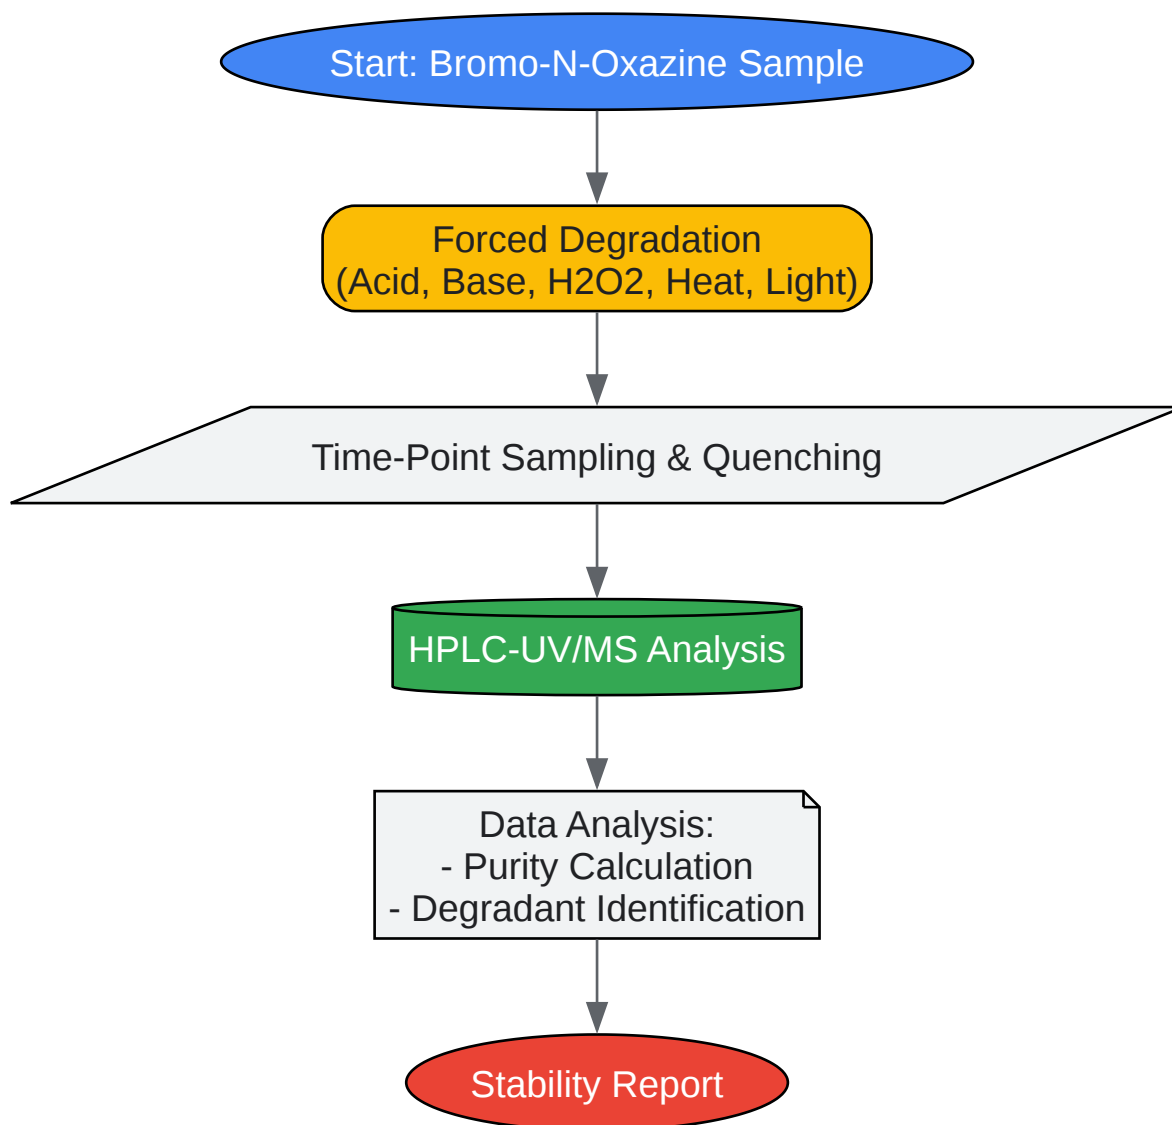 Start: Bromo-N-Oxazine Sample
Forced Degradation
(Acid, Base, H2O2, Heat, Light)
Time-Point Sampling & Quenching
HPLC-UV/MS Analysis
Data Analysis:
- Purity Calculation
- Degradant Identification
Stability Report